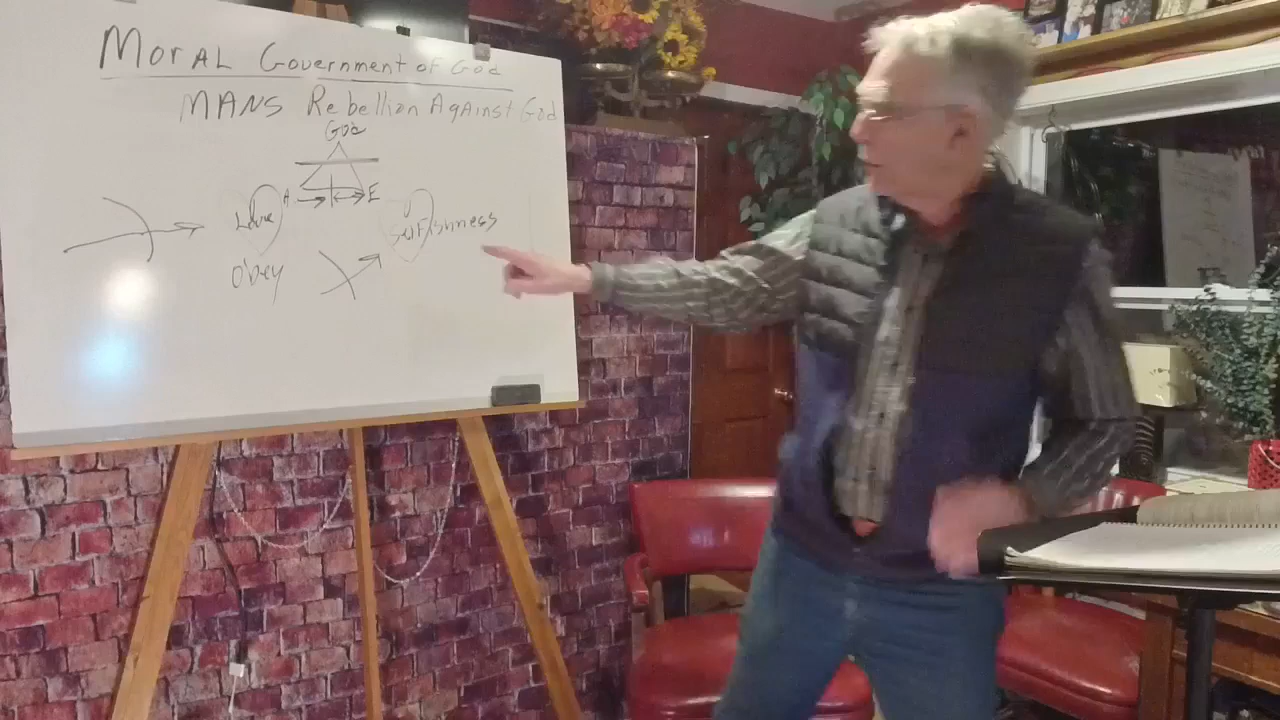 Moral Government of God
MANS Rebellion Against God
God
A E
Love Selfishness
Obey